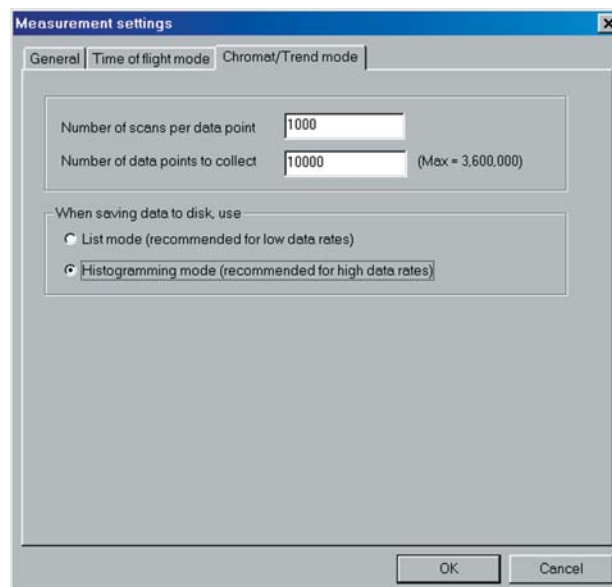 Measurement settings
General Time of flight mode Chromat/Trend mode
Number of scans per data point 1000
Number of data points to collect 10000 (Max = 3,600,000)
When saving data to disk, use
List mode (recommended for low data rates)
Histogramming mode (recommended for high data rates)
OK Cancel